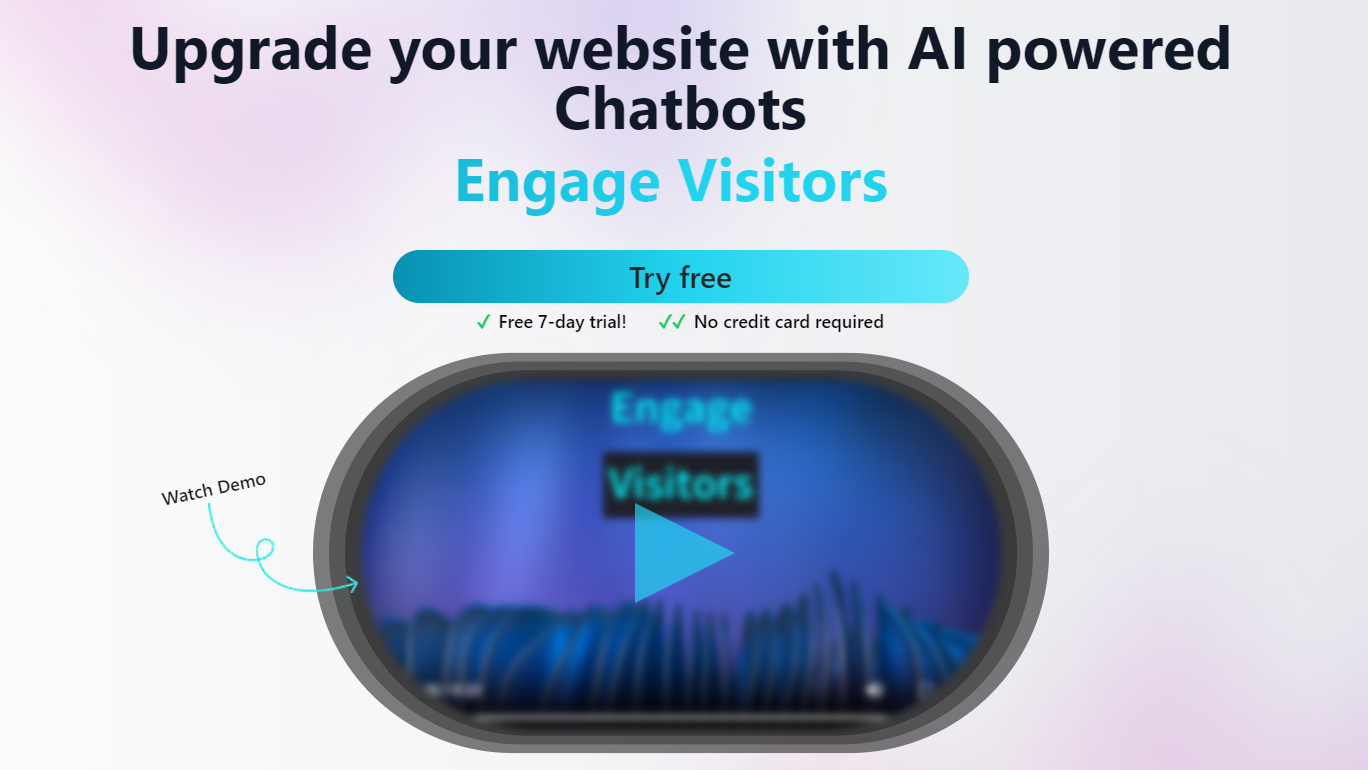 Upgrade your website with AI powered
Chatbots
Engage Visitors
Try free
Free 7-day trial!
No credit card required
Engage
Visitors
Watch Demo